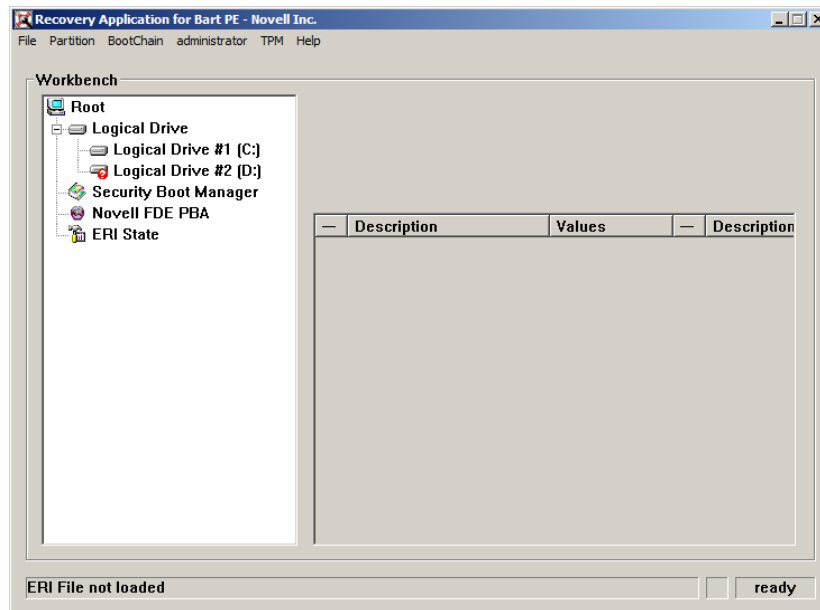 Recovery Application for Bart PE - Novell Inc.
File Partition BootChain administrator TPM Help
Workbench
Root
Logical Drive
Logical Drive #1 (C:)
Logical Drive #2 (D:)
Security Boot Manager
Novell FDE PBA
ERI State
— Description Values — Description
ERI File not loaded ready